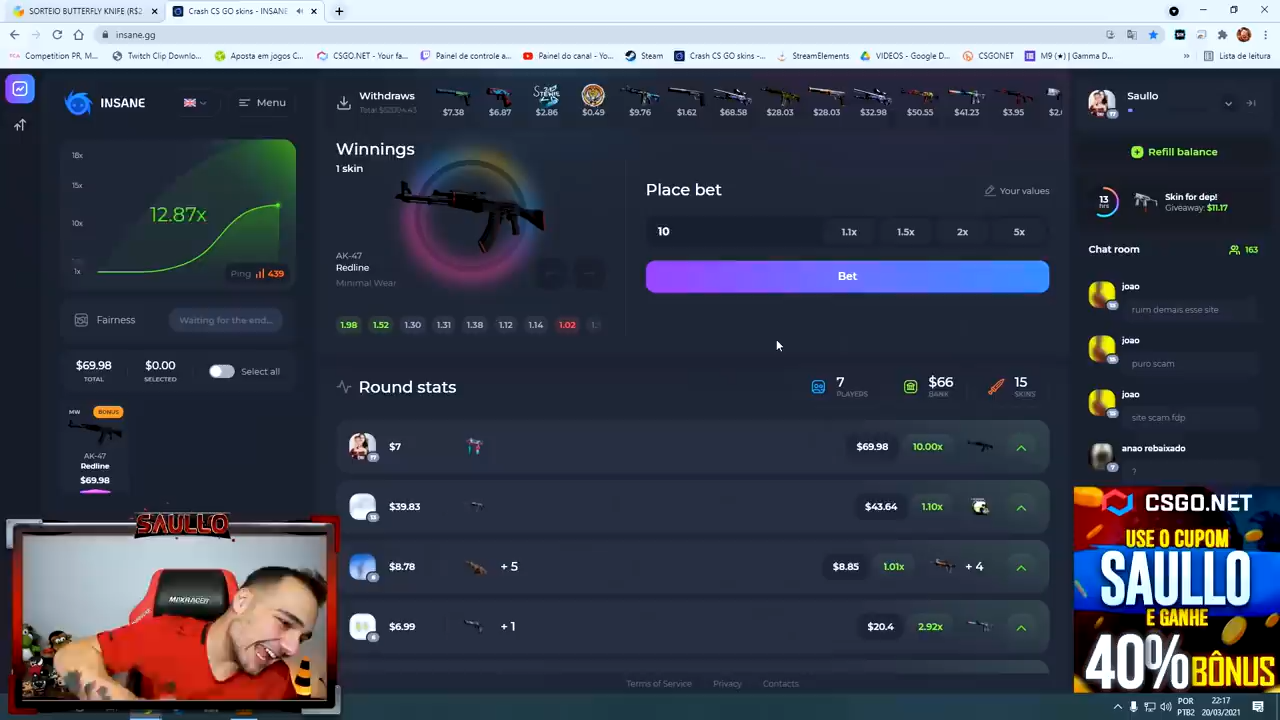 SORTEIO BUTTERFLY KNIFE (R$2
Crash CS GO skins - INSANE
insane.gg
Competition PR, M...
Twitch Clip Downlo...
Aposta em jogos C...
CSGO.NET - Your fa...
Painel de controle a...
Painel do canal - Yo...
Steam
Crash CS GO skins -...
StreamElements
VIDEOS - Google D...
CSGONET
M9 (★) | Gamma D...
Lista de leitura
INSANE
Menu
Withdraws
$7.38
$6.87
$2.86
$0.49
$9.76
$1.62
$68.58
$28.03
$28.03
$32.98
$50.55
$41.23
$3.95
Saullo
Winnings
1 skin
18x
15x
10x
1x
12.87x
Ping 439
AK-47
Redline
Minimal Wear
Place bet
Your values
10
1.1x
1.5x
2x
5x
Bet
Refill balance
13
hrs
Skin for dep!
Giveaway: $11.17
Chat room
163
joao
ruim demais esse site
joao
puro scam
joao
site scam fdp
anao rebaixado
?
Fairness
Waiting for the end...
1.98
1.52
1.30
1.31
1.38
1.12
1.14
1.02
$69.98
TOTAL
$0.00
SELECTED
Select all
MW
BONUS
AK-47
Redline
$69.98
Round stats
7
PLAYERS
$66
BANK
15
SKINS
$7
$69.98
10.00x
$39.83
$43.64
1.10x
$8.78
+ 5
$8.85
1.01x
+ 4
$6.99
+ 1
$20.4
2.92x
Terms of Service
Privacy
Contacts
SAULLO
MAXRACER
CSGO.NET
USE O CUPOM
SAULLO
E GANHE
40% BÔNUS
POR
PTB2
22:17
20/03/2021